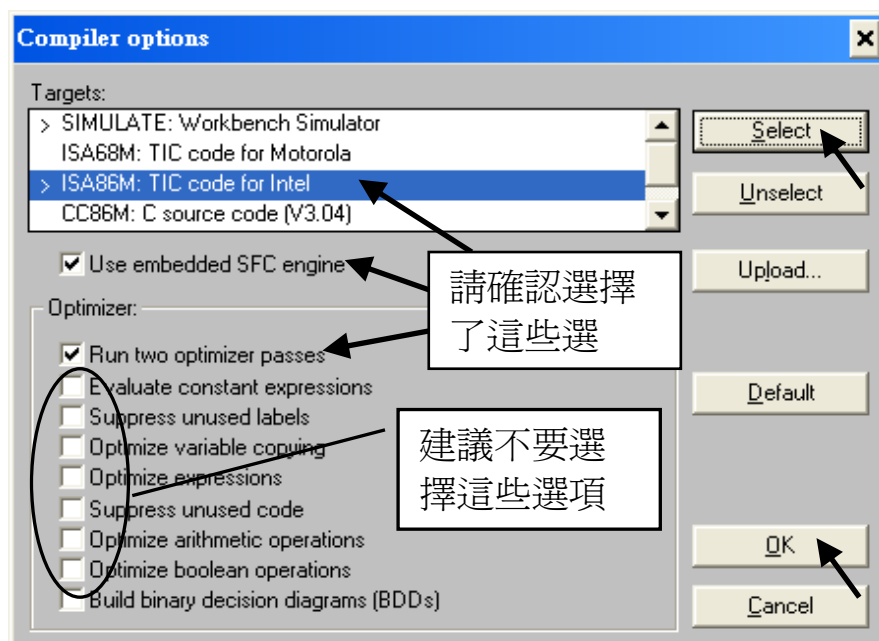 Compiler options
Targets:
> SIMULATE: Workbench Simulator
ISA68M: TIC code for Motorola
> ISA86M: TIC code for Intel
CC86M: C source code (V3.04)
Select
Unselect
Upload...
Default
OK
Cancel
Use embedded SFC engine
請確認選擇
了這些選
Optimizer:
Run two optimizer passes
Evaluate constant expressions
Suppress unused labels
Optimize variable copying
Optimize expressions
Suppress unused code
Optimize arithmetic operations
Optimize boolean operations
Build binary decision diagrams (BDDs)
建議不要選
擇這些選項